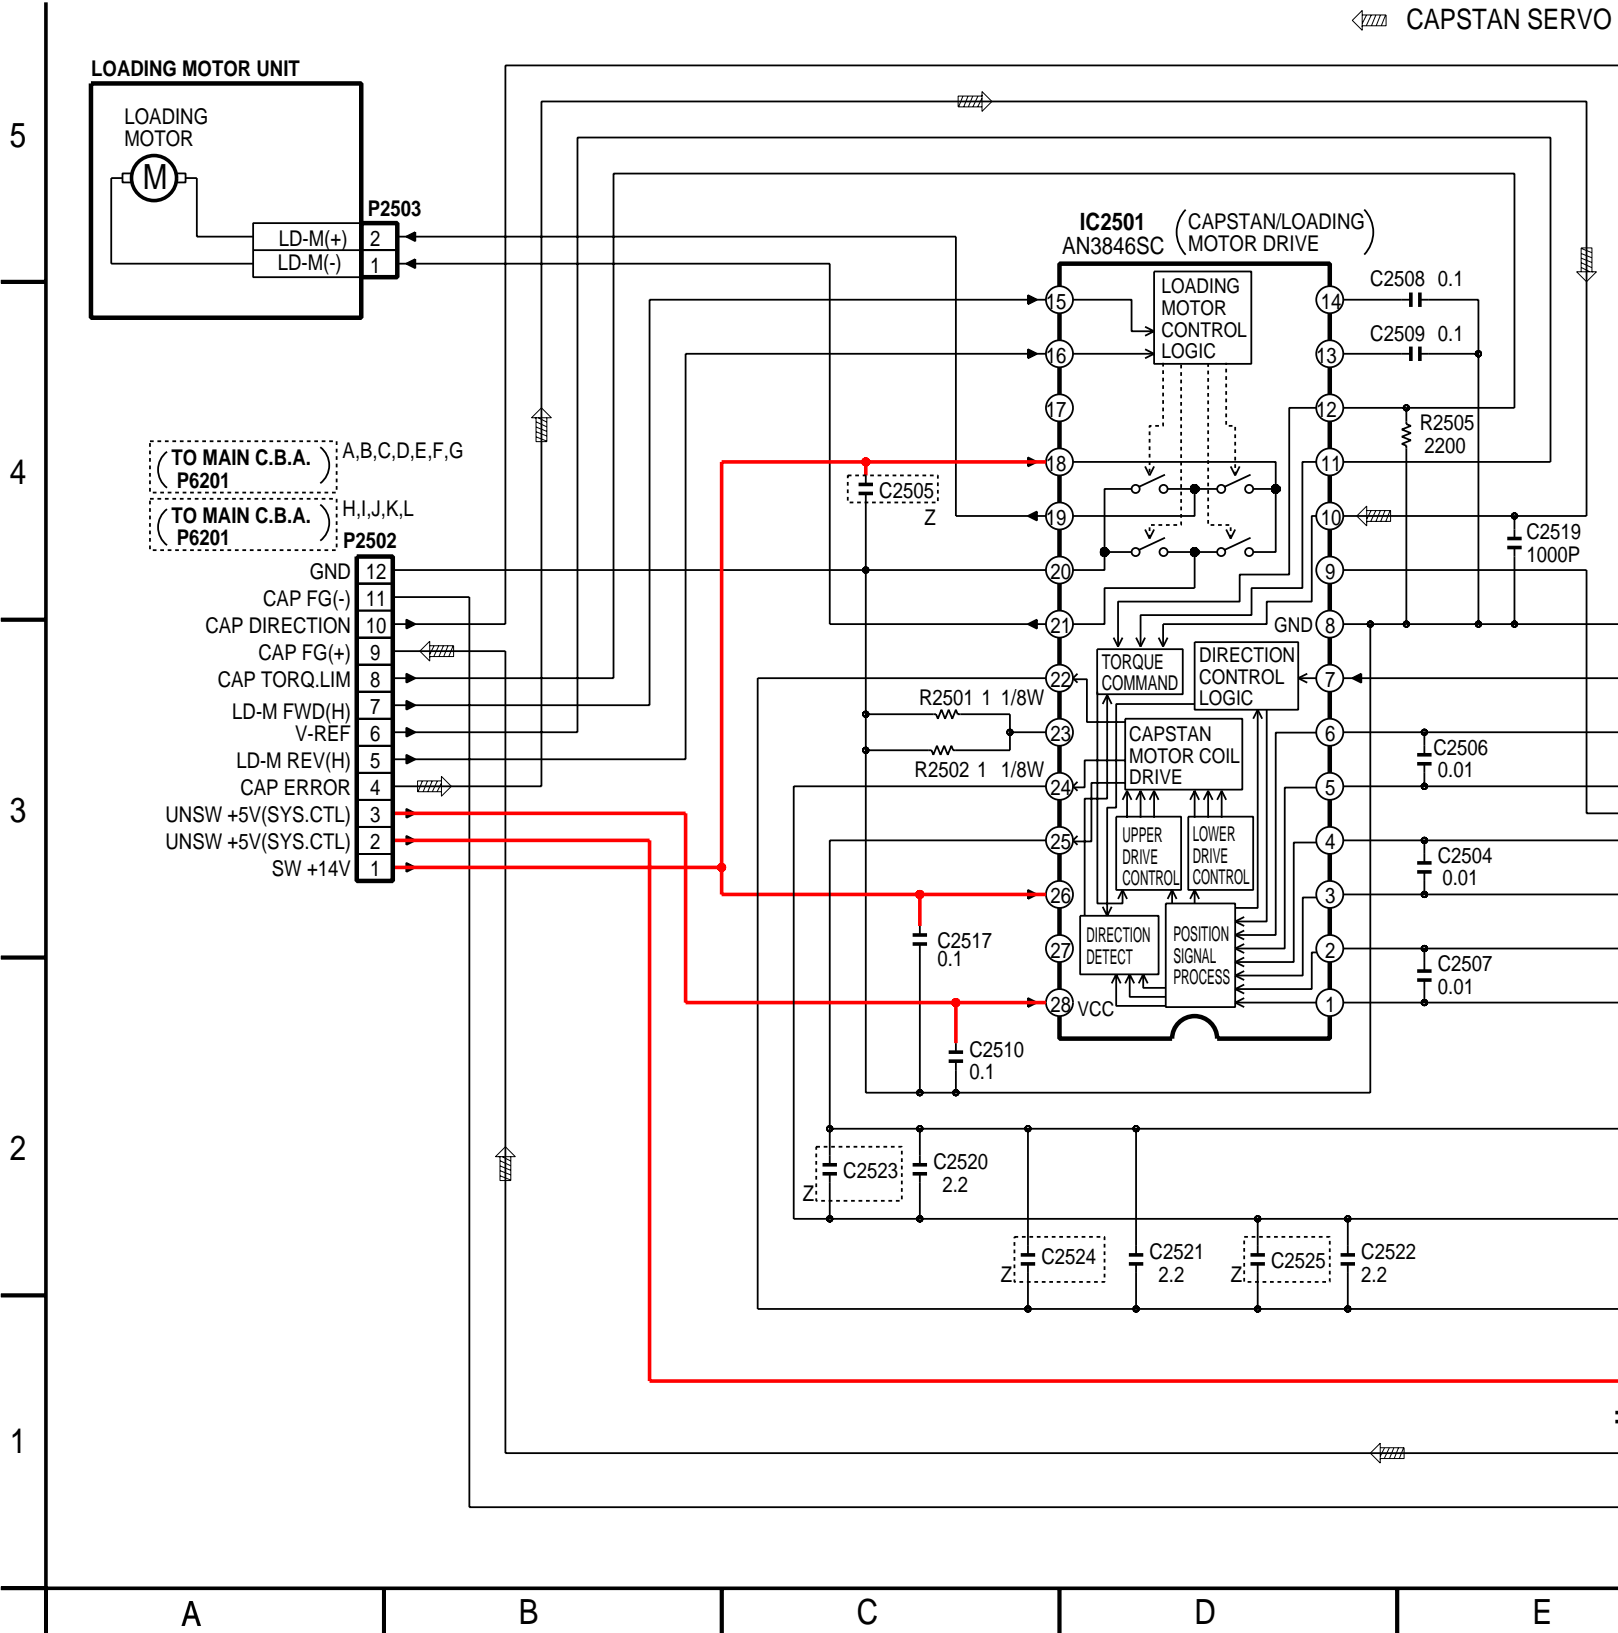 CAPSTAN SERVO
LOADING MOTOR UNIT
LOADING
MOTOR
M
P2503
LD-M(+) 2
LD-M(-) 1
5
IC2501
AN3846SC
(CAPSTAN/LOADING
MOTOR DRIVE)
LOADING
MOTOR
CONTROL
LOGIC
15
16
17
18
19
20
21
22
23
24
25
26
27
28 VCC
14
13
12
11
10
9
GND 8
7
6
5
4
3
2
1
C2508 0.1
C2509 0.1
R2505
2200
C2519
1000P
4
(TO MAIN C.B.A.
P6201)
A,B,C,D,E,F,G
(TO MAIN C.B.A.
P6201)
H,I,J,K,L
P2502
GND 12
CAP FG(-) 11
CAP DIRECTION 10
CAP FG(+) 9
CAP TORQ.LIM 8
LD-M FWD(H) 7
V-REF 6
LD-M REV(H) 5
CAP ERROR 4
UNSW +5V(SYS.CTL) 3
UNSW +5V(SYS.CTL) 2
SW +14V 1
C2505
Z
R2501 1 1/8W
R2502 1 1/8W
TORQUE
COMMAND
DIRECTION
CONTROL
LOGIC
CAPSTAN
MOTOR COIL
DRIVE
UPPER
DRIVE
CONTROL
LOWER
DRIVE
CONTROL
DIRECTION
DETECT
POSITION
SIGNAL
PROCESS
C2506
0.01
C2504
0.01
C2507
0.01
3
C2517
0.1
C2510
0.1
2
C2523
Z
C2520
2.2
C2524
Z
C2521
2.2
C2525
Z
C2522
2.2
1
A B C D E